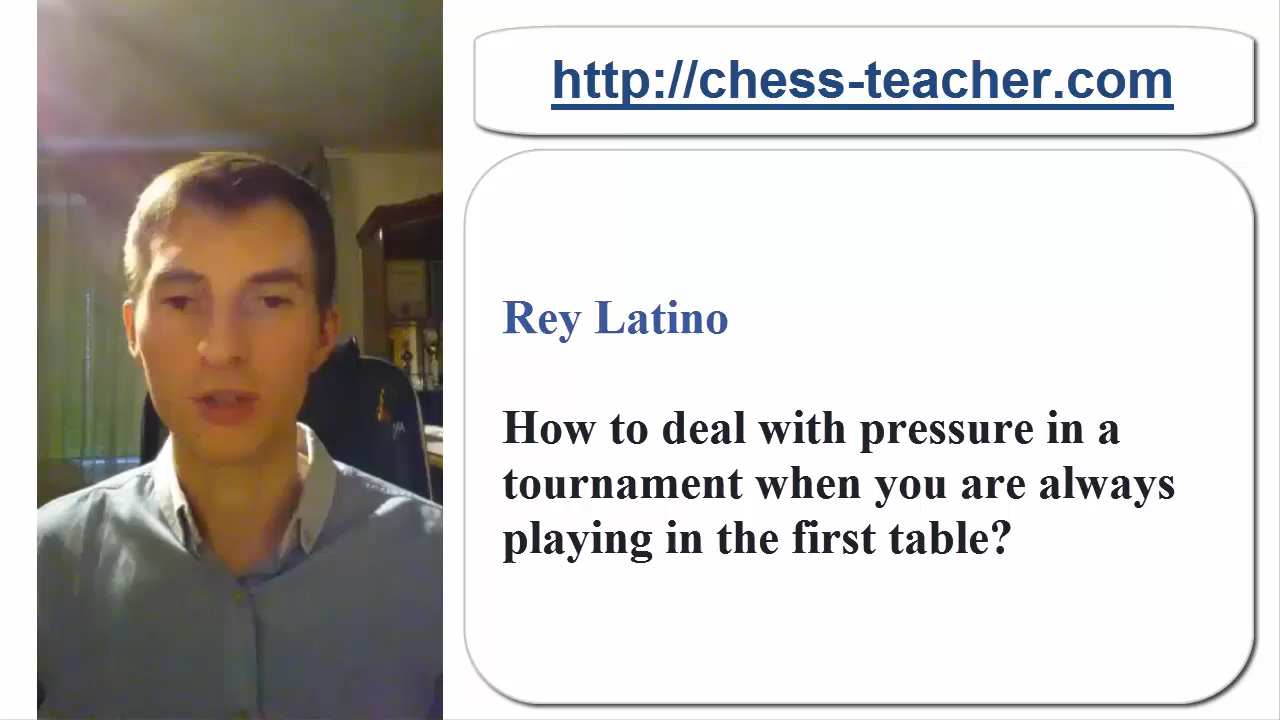 http://chess-teacher.com
Rey Latino
How to deal with pressure in a
tournament when you are always
playing in the first table?